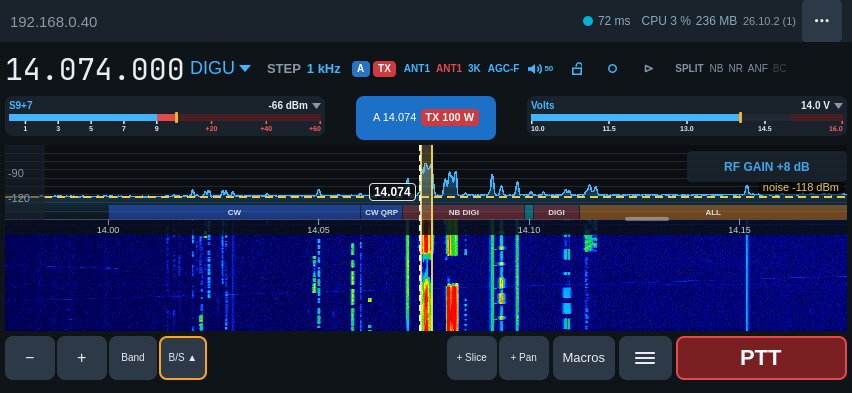 192.168.0.40 72 ms CPU 3 % 236 MB 26.10.2 (1)
14.074.000 DIGU STEP 1 kHz A TX ANT1 ANT1 3K AGC-F 50 SPLIT NB NR ANF BC
S9+7 -66 dBm
1 3 5 7 9 +20 +40 +60
A 14.074 TX 100 W
Volts 14.0 V
10.0 11.5 13.0 14.5 16.0
RF GAIN +8 dB
-90
noise -118 dBm
14.074
-120
CW CW QRP NB DIGI DIGI ALL
14.00 14.05 14.10 14.15
− + Band B/S ▲ + Slice + Pan Macros PTT